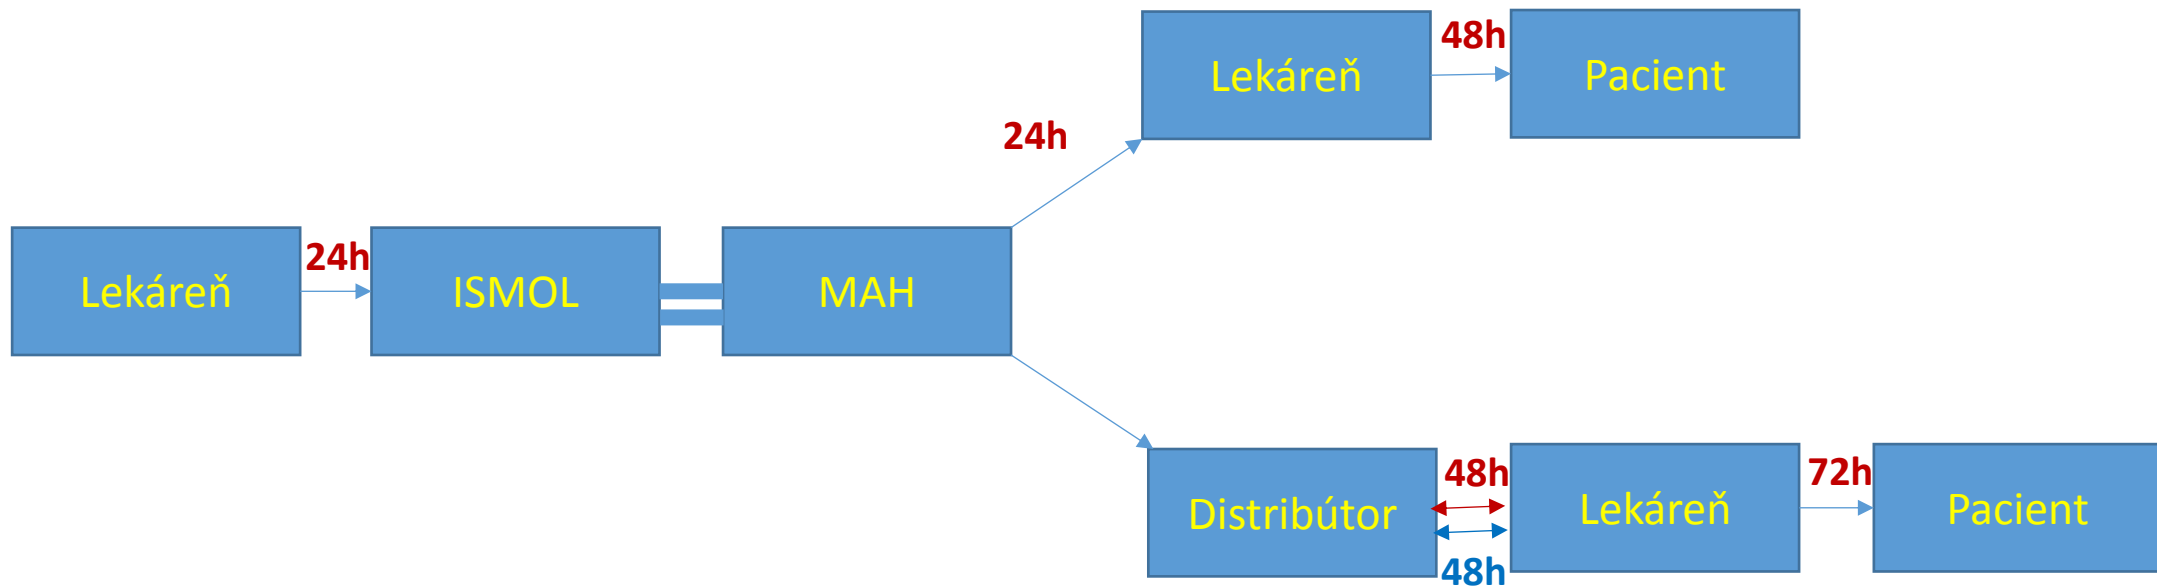 Lekáreň
24h
ISMOL
MAH
24h
Lekáreň
48h
Pacient
Distribútor
48h
48h
Lekáreň
72h
Pacient